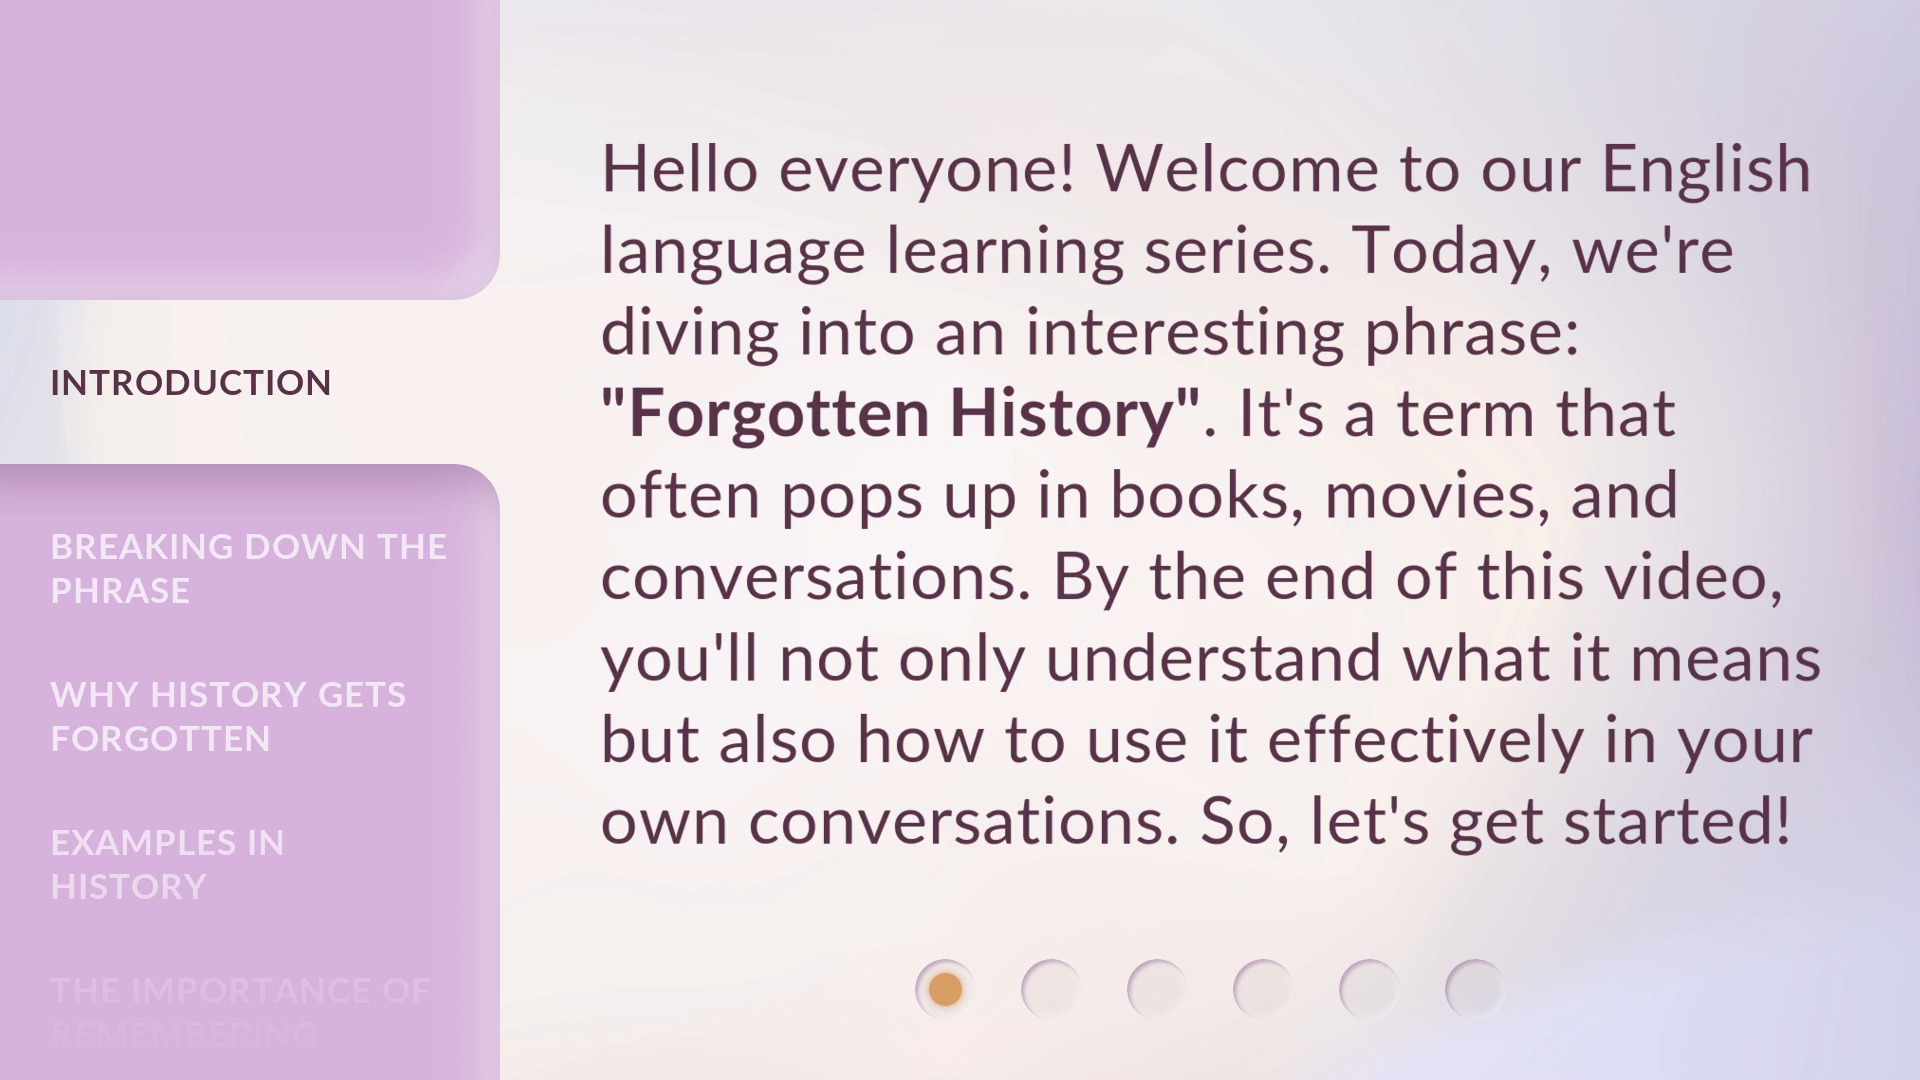 INTRODUCTION
BREAKING DOWN THE
PHRASE
WHY HISTORY GETS
FORGOTTEN
EXAMPLES IN
HISTORY
THE IMPORTANCE OF
REMEMBERING
Hello everyone! Welcome to our English
language learning series. Today, we're
diving into an interesting phrase:
"Forgotten History". It's a term that
often pops up in books, movies, and
conversations. By the end of this video,
you'll not only understand what it means
but also how to use it effectively in your
own conversations. So, let's get started!